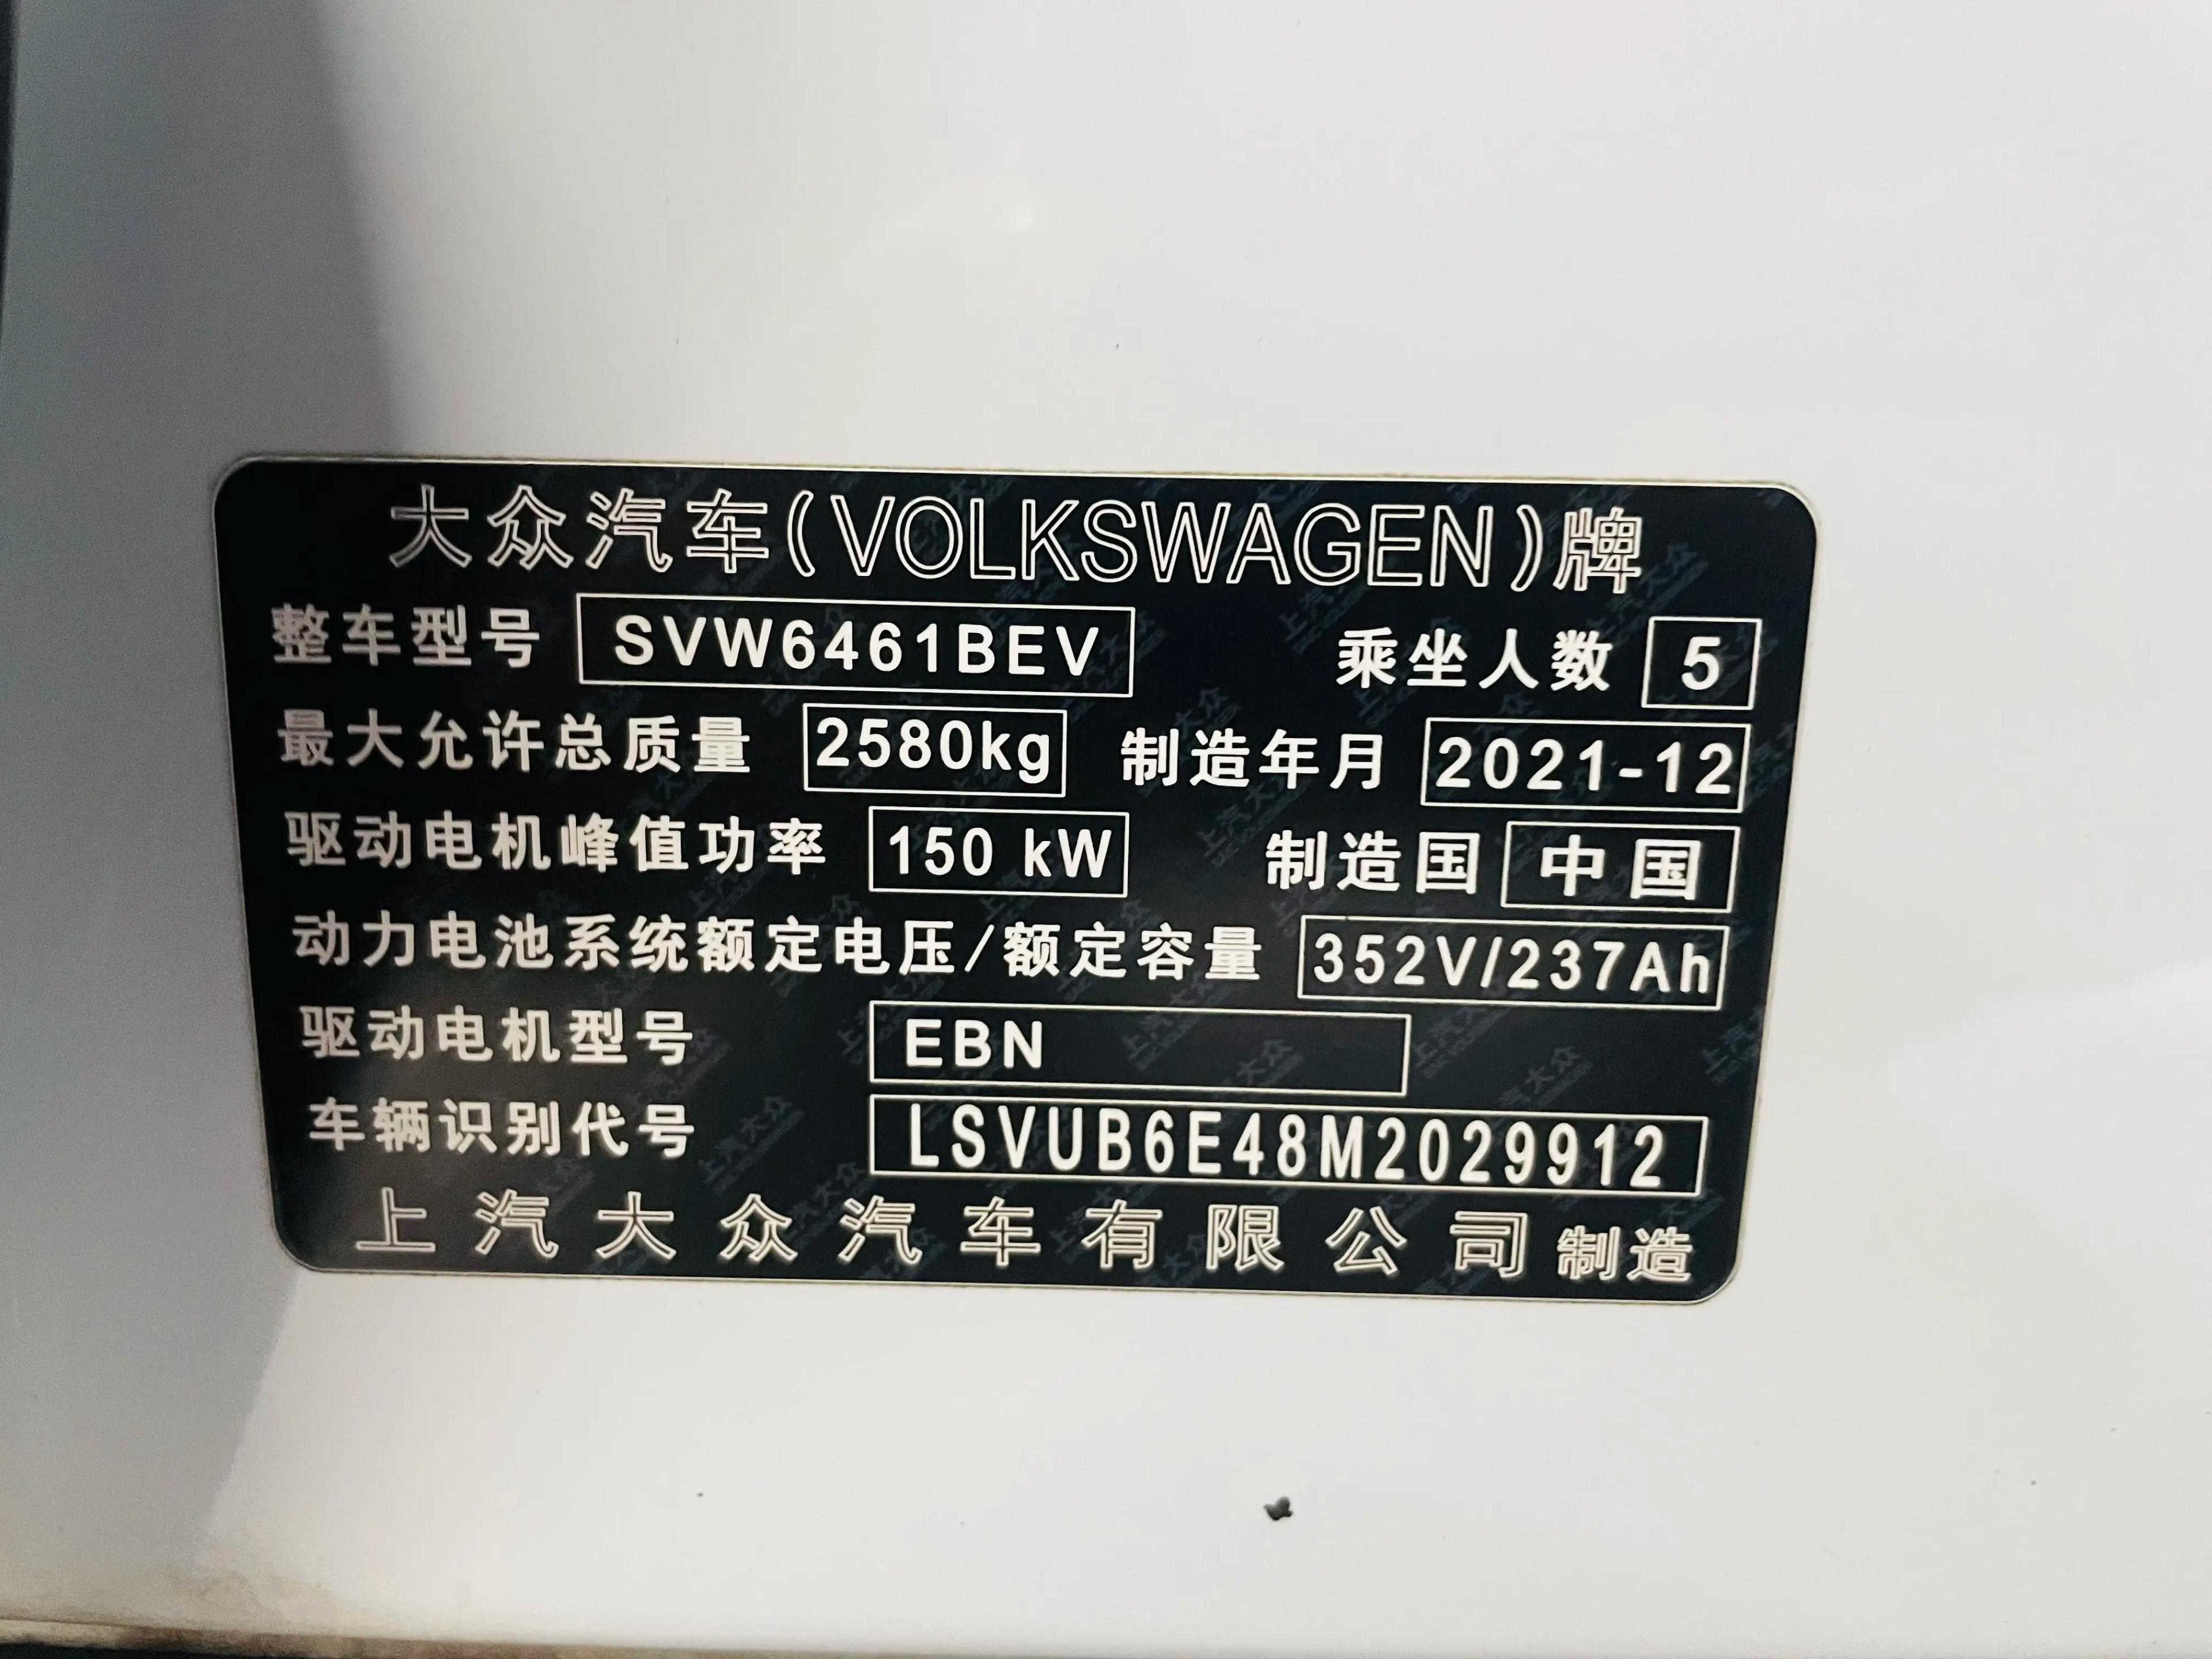 大众汽车(VOLKSWAGEN)牌
整车型号 SVW6461BEV 乘坐人数 5
最大允许总质量 2580kg 制造年月 2021-12
驱动电机峰值功率 150 kW 制造国 中国
动力电池系统额定电压/额定容量 352V/237Ah
驱动电机型号 EBN
车辆识别代号 LSVUB6E48M2029912
上汽大众汽车有限公司制造